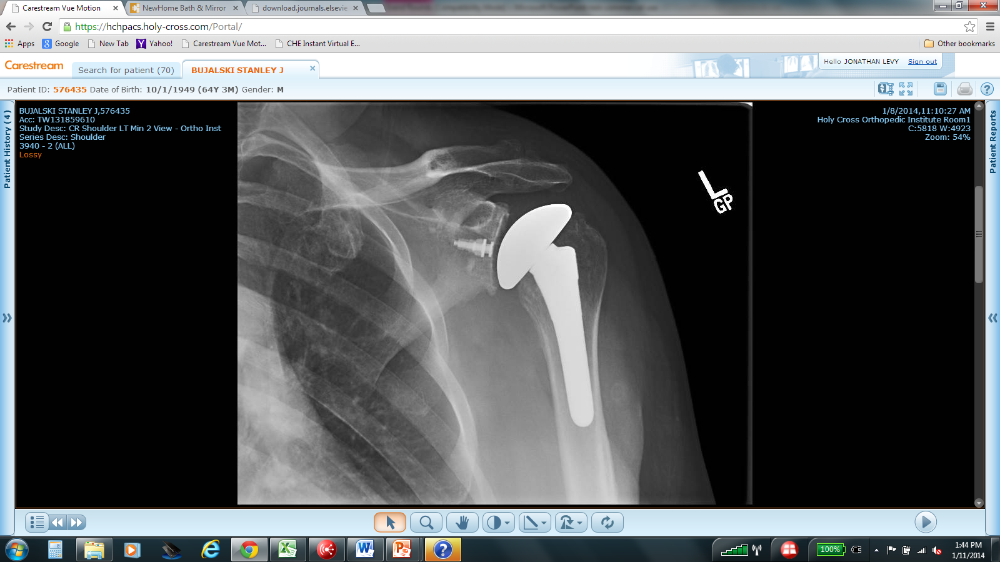 Carestream Vue Motion
NewHome Bath & Mirror
download.journals.elsevie
https://hchpacs.holy-cross.com/Portal/
Apps
Google
New Tab
Yahoo!
Carestream Vue Mot...
CHE Instant Virtual E...
Other bookmarks
Carestream
Search for patient (70)
BUJALSKI STANLEY J
Hello JONATHAN LEVY Sign out
Patient ID: 576435 Date of Birth: 10/1/1949 (64Y 3M) Gender: M
Patient History (4)
BUJALSKI STANLEY J,576435
Acc: TW131859610
Study Desc: CR Shoulder LT Min 2 View - Ortho Inst
Series Desc: Shoulder
3940 - 2 (ALL)
Lossy
1/8/2014,11:10:27 AM
Holy Cross Orthopedic Institute Room1
C:5818 W:4923
Zoom: 54%
Patient Reports
L
GP
100%
1:44 PM
1/11/2014